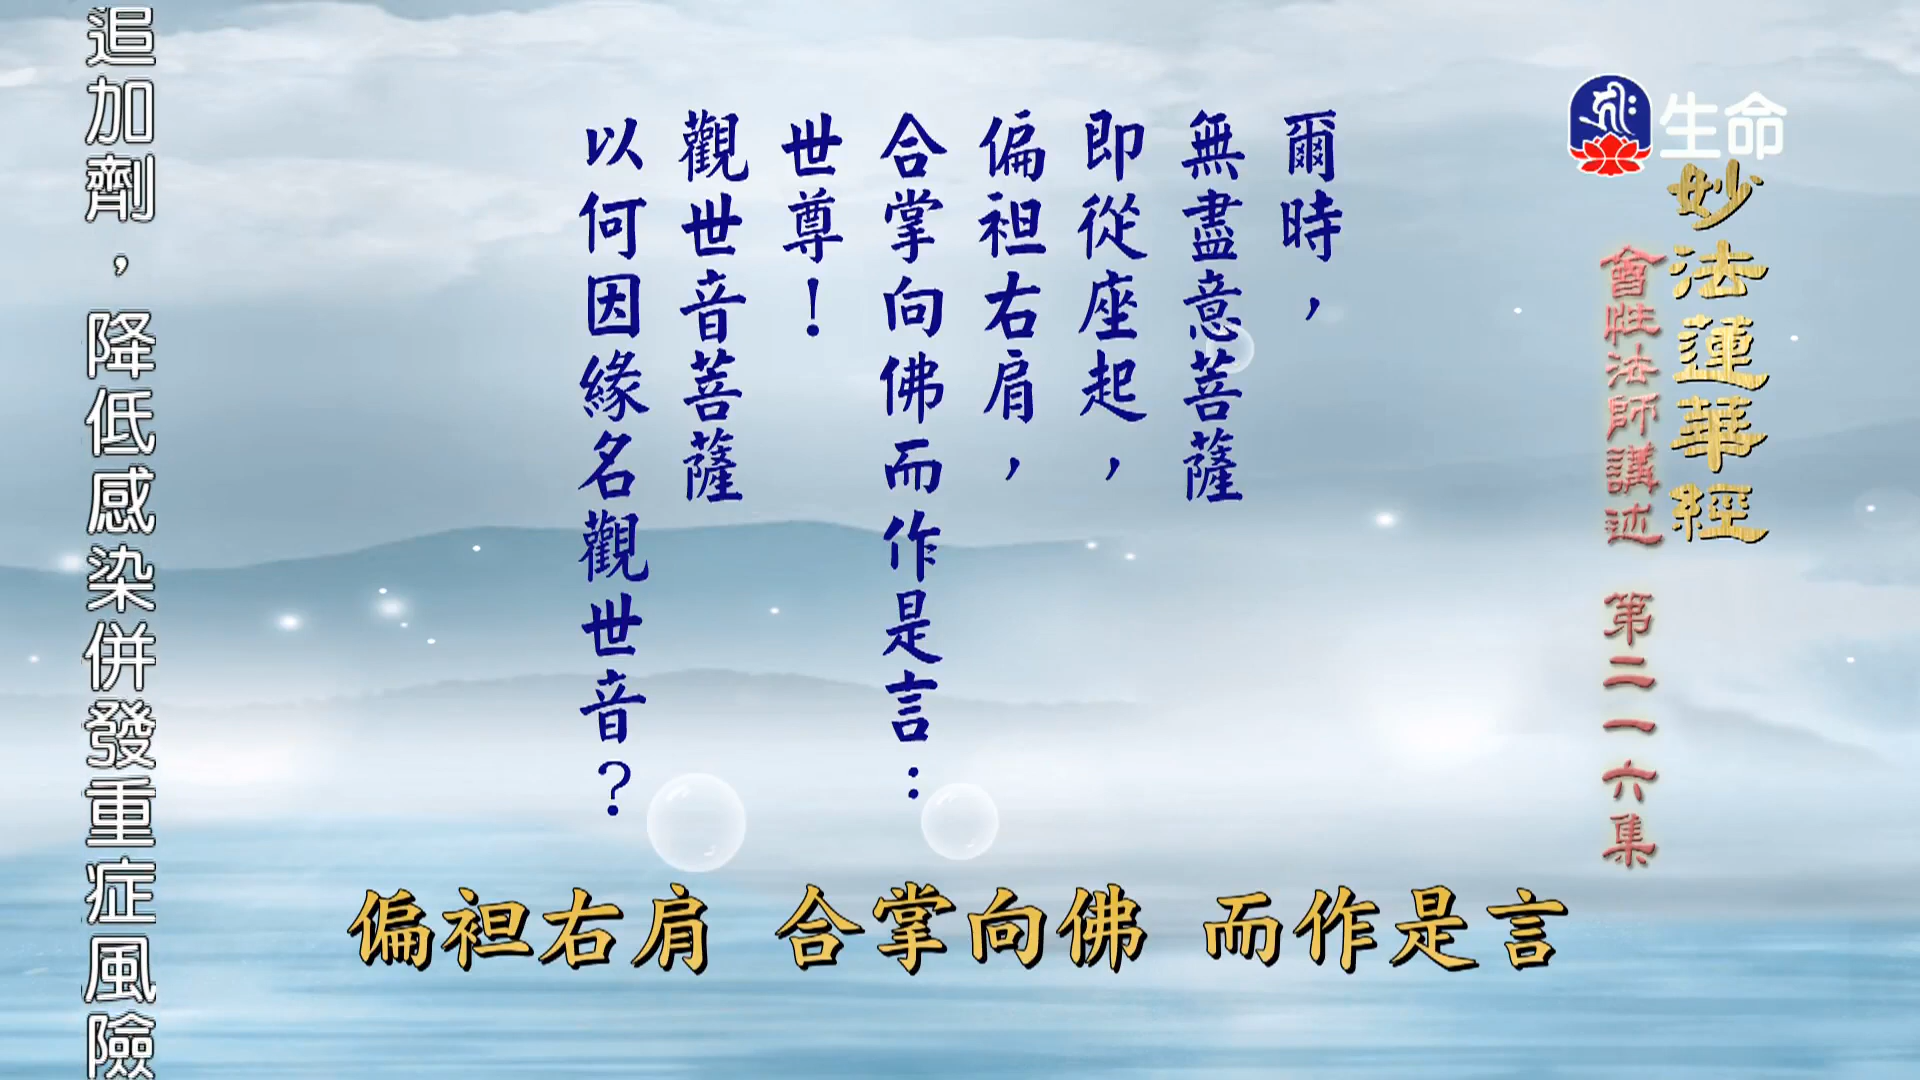 生命
妙法蓮華經
會性法師講述 第二一六集
爾時，
無盡意菩薩
即從座起，
偏袒右肩，
合掌向佛而作是言：
世尊！
觀世音菩薩
以何因緣名觀世音？
追加劑，降低感染併發重症風險
偏袒右肩 合掌向佛 而作是言